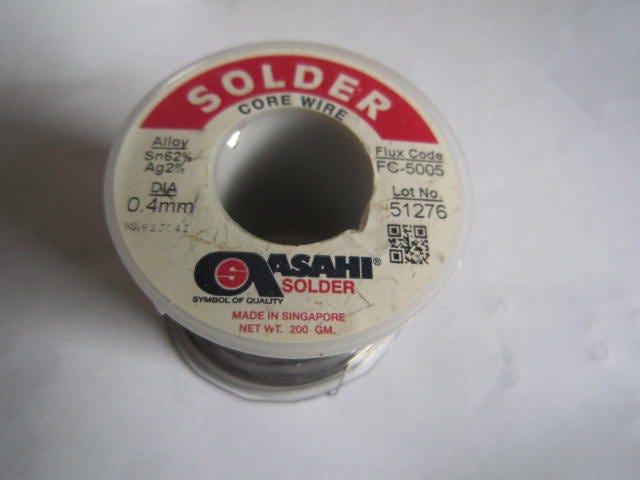 SOLDER
CORE WIRE
Alloy
Sn62%
Ag2%
DIA
0.4mm
Flux Code
FC-5005
Lot No.
51276
ASAHI®
SOLDER
SYMBOL OF QUALITY
MADE IN SINGAPORE
NET WT. 200 GM.